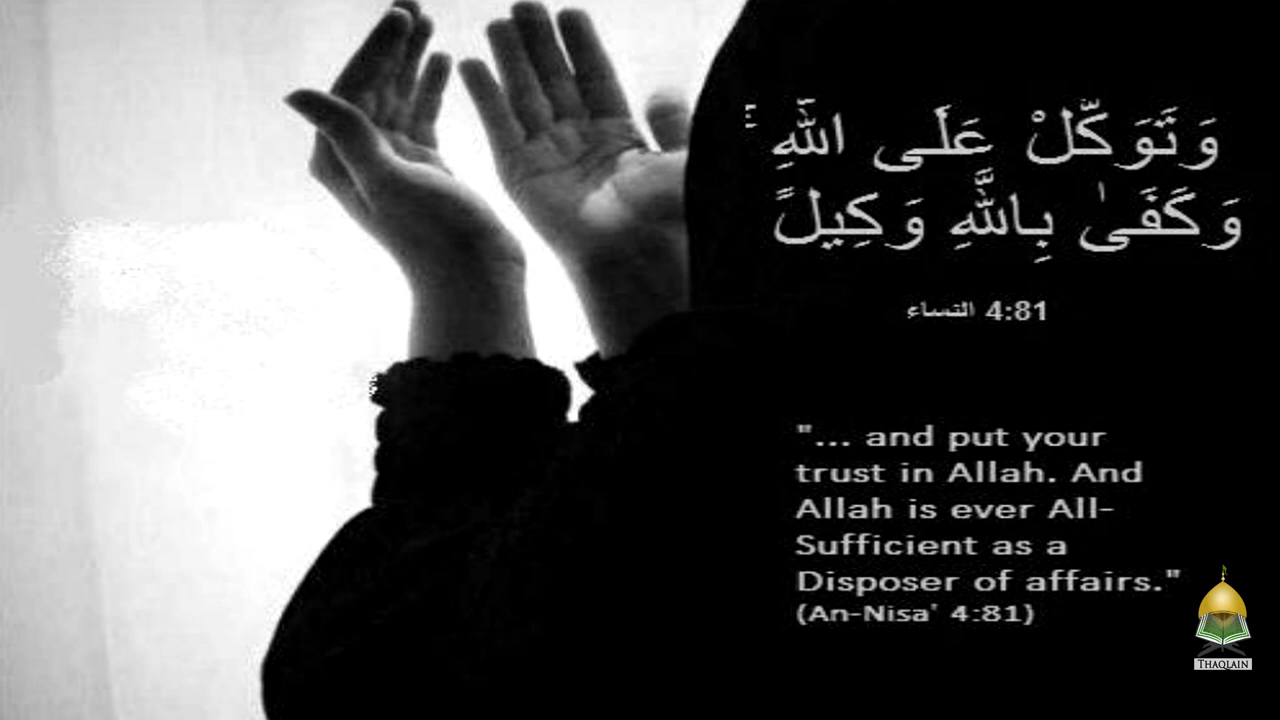 وَتَوَكَّلْ عَلَى اللَّهِ ۚ
وَكَفَىٰ بِاللَّهِ وَكِيلً
4:81 النساء
"... and put your
trust in Allah. And
Allah is ever All-
Sufficient as a
Disposer of affairs."
(An-Nisa' 4:81)
THAQLAIN